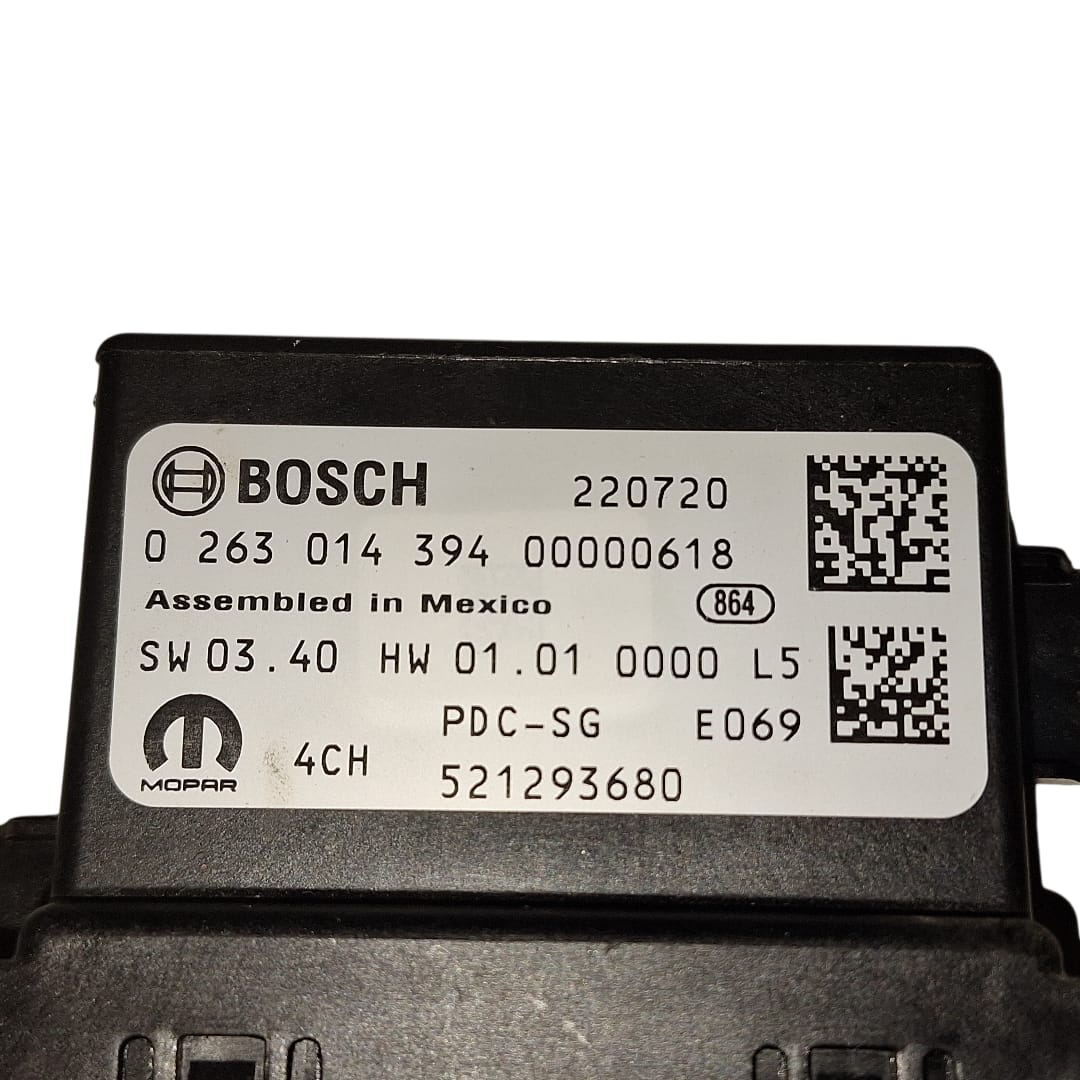 BOSCH 220720
0 263 014 394 00000618
Assembled in Mexico 864
SW 03.40 HW 01.01 0000 L5
PDC-SG E069
MOPAR 4CH 521293680